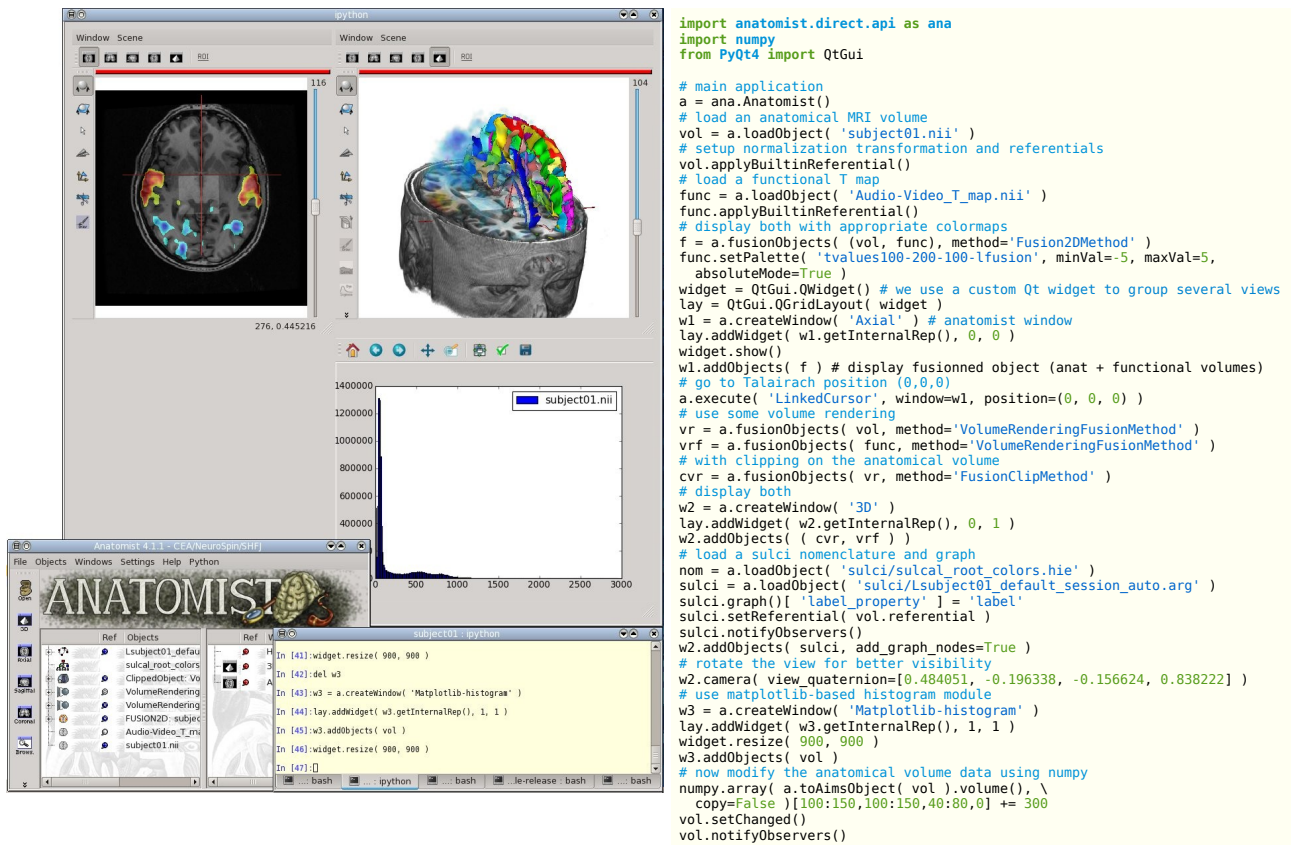 ipython
Window Scene
ROI
116
276, 0.445216
Window Scene
ROI
104
1400000
1200000
1000000
800000
600000
400000
0 500 1000 1500 2000 2500 3000
subject01.nii
Anatomist 4.1.1 - CEA/NeuroSpin/SHFJ
File Objects Windows Settings Help Python
ANATOMIST
Open
3D
Axial
Sagittal
Coronal
Brows.
Ref Objects
Lsubject01_defau
sulcal_root_colors
ClippedObject: Vo
VolumeRendering
VolumeRendering
FUSION2D: subjec
Audio-Video_T_ma
subject01.nii
Ref W
H
3
A
subject01 : ipython
In [41]:widget.resize( 900, 900 )
In [42]:del w3
In [43]:w3 = a.createWindow( 'Matplotlib-histogram' )
In [44]:lay.addWidget( w3.getInternalRep(), 1, 1 )
In [45]:w3.addObjects( vol )
In [46]:widget.resize( 900, 900 )
In [47]:
...: bash ... : ipython ...: bash ...le-release : bash ...: bash
import anatomist.direct.api as ana
import numpy
from PyQt4 import QtGui
# main application
a = ana.Anatomist()
# load an anatomical MRI volume
vol = a.loadObject( 'subject01.nii' )
# setup normalization transformation and referentials
vol.applyBuiltinReferential()
# load a functional T map
func = a.loadObject( 'Audio-Video_T_map.nii' )
func.applyBuiltinReferential()
# display both with appropriate colormaps
f = a.fusionObjects( (vol, func), method='Fusion2DMethod' )
func.setPalette( 'tvalues100-200-100-lfusion', minVal=-5, maxVal=5,
absoluteMode=True )
widget = QtGui.QWidget() # we use a custom Qt widget to group several views
lay = QtGui.QGridLayout( widget )
w1 = a.createWindow( 'Axial' ) # anatomist window
lay.addWidget( w1.getInternalRep(), 0, 0 )
widget.show()
w1.addObjects( f ) # display fusionned object (anat + functional volumes)
# go to Talairach position (0,0,0)
a.execute( 'LinkedCursor', window=w1, position=(0, 0, 0) )
# use some volume rendering
vr = a.fusionObjects( vol, method='VolumeRenderingFusionMethod' )
vrf = a.fusionObjects( func, method='VolumeRenderingFusionMethod' )
# with clipping on the anatomical volume
cvr = a.fusionObjects( vr, method='FusionClipMethod' )
# display both
w2 = a.createWindow( '3D' )
lay.addWidget( w2.getInternalRep(), 0, 1 )
w2.addObjects( ( cvr, vrf ) )
# load a sulci nomenclature and graph
nom = a.loadObject( 'sulci/sulcal_root_colors.hie' )
sulci = a.loadObject( 'sulci/Lsubject01_default_session_auto.arg' )
sulci.graph()[ 'label_property' ] = 'label'
sulci.setReferential( vol.referential )
sulci.notifyObservers()
w2.addObjects( sulci, add_graph_nodes=True )
# rotate the view for better visibility
w2.camera( view_quaternion=[0.484051, -0.196338, -0.156624, 0.838222] )
# use matplotlib-based histogram module
w3 = a.createWindow( 'Matplotlib-histogram' )
lay.addWidget( w3.getInternalRep(), 1, 1 )
widget.resize( 900, 900 )
w3.addObjects( vol )
# now modify the anatomical volume data using numpy
numpy.array( a.toAimsObject( vol ).volume(), \
copy=False )[100:150,100:150,40:80,0] += 300
vol.setChanged()
vol.notifyObservers()